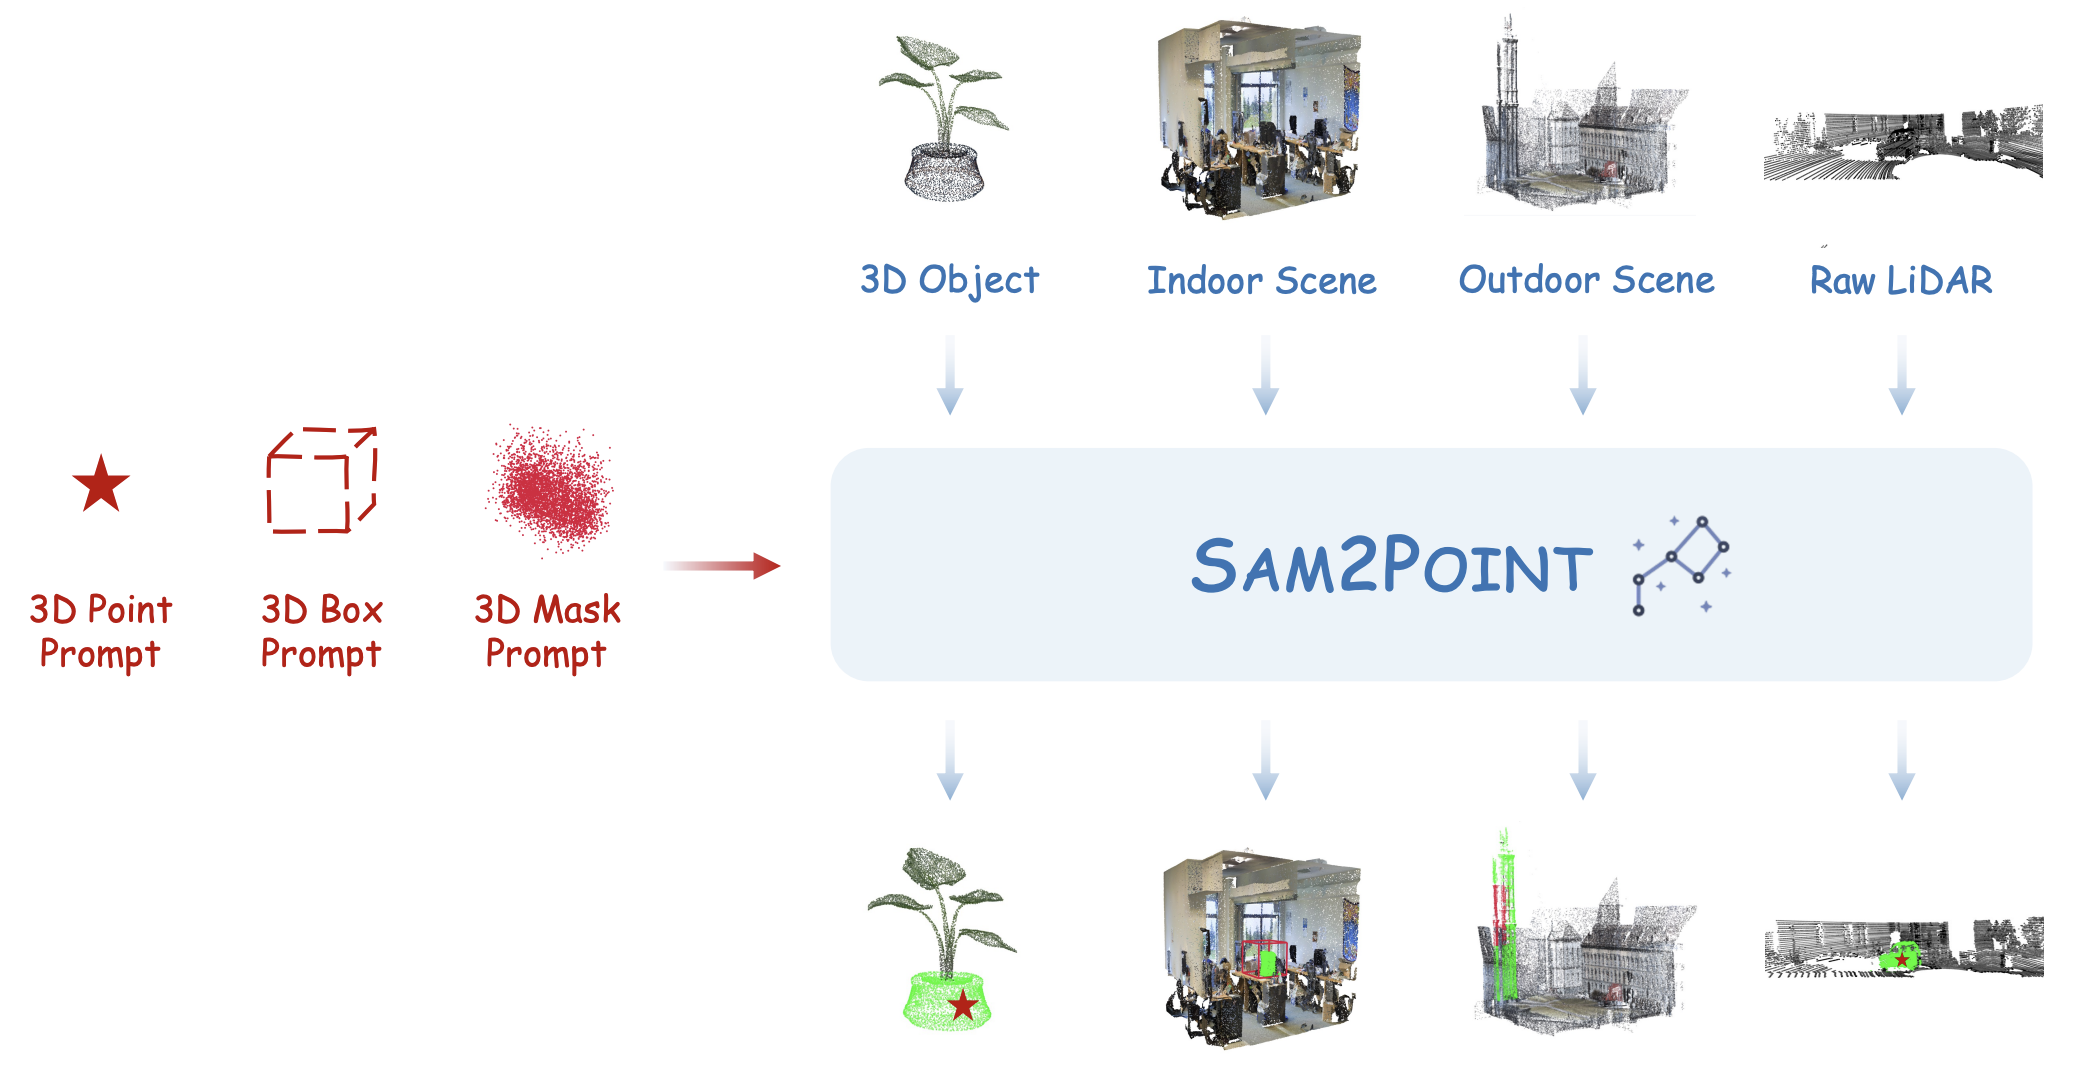 3D Object
Indoor Scene
Outdoor Scene
Raw LiDAR
3D Point
Prompt
3D Box
Prompt
3D Mask
Prompt
SAM2POINT